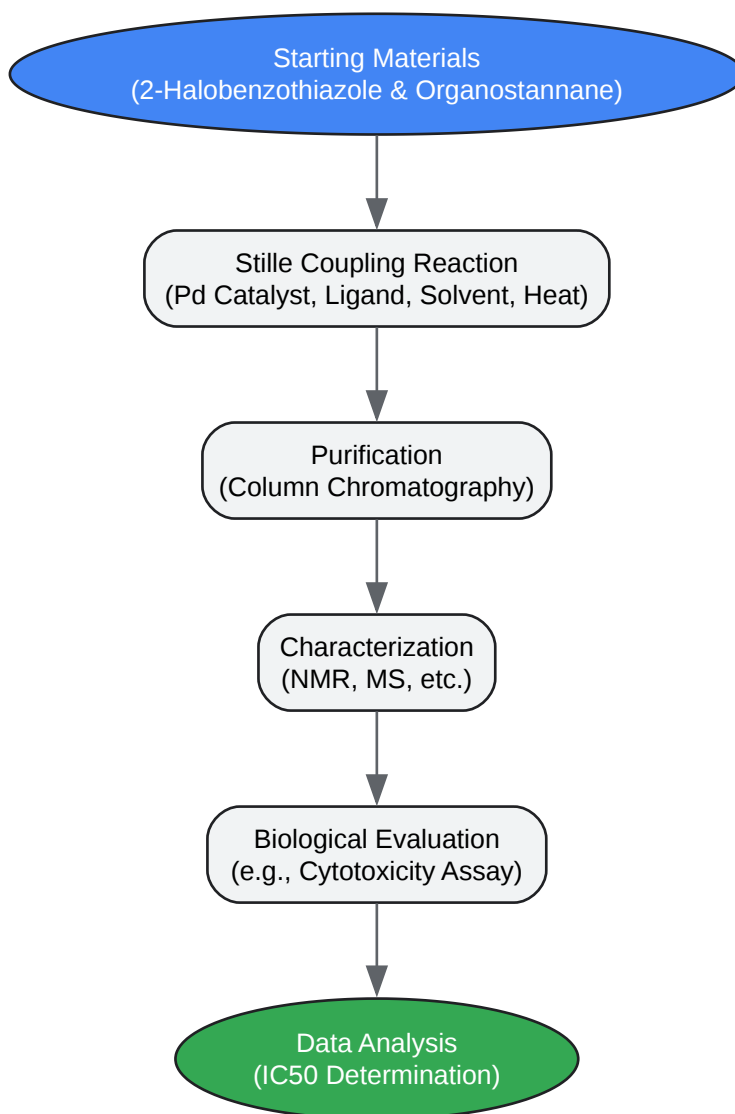 Starting Materials
(2-Halobenzothiazole & Organostannane)
Stille Coupling Reaction
(Pd Catalyst, Ligand, Solvent, Heat)
Purification
(Column Chromatography)
Characterization
(NMR, MS, etc.)
Biological Evaluation
(e.g., Cytotoxicity Assay)
Data Analysis
(IC50 Determination)